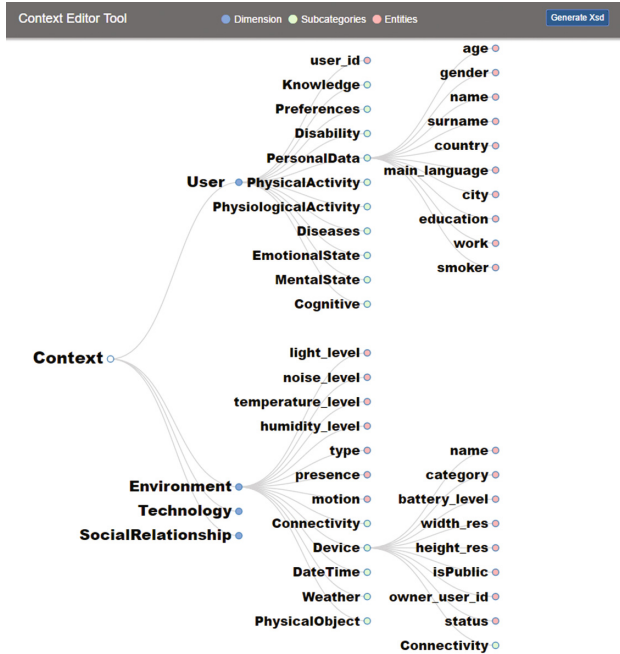 Context Editor Tool
Dimension Subcategories Entities
Generate Xsd
Context
User
user_id
Knowledge
Preferences
Disability
PersonalData
PhysicalActivity
PhysiologicalActivity
Diseases
EmotionalState
MentalState
Cognitive
age
gender
name
surname
country
main_language
city
education
work
smoker
Environment
Technology
SocialRelationship
light_level
noise_level
temperature_level
humidity_level
type
presence
motion
Connectivity
Device
DateTime
Weather
PhysicalObject
name
category
battery_level
width_res
height_res
isPublic
owner_user_id
status
Connectivity